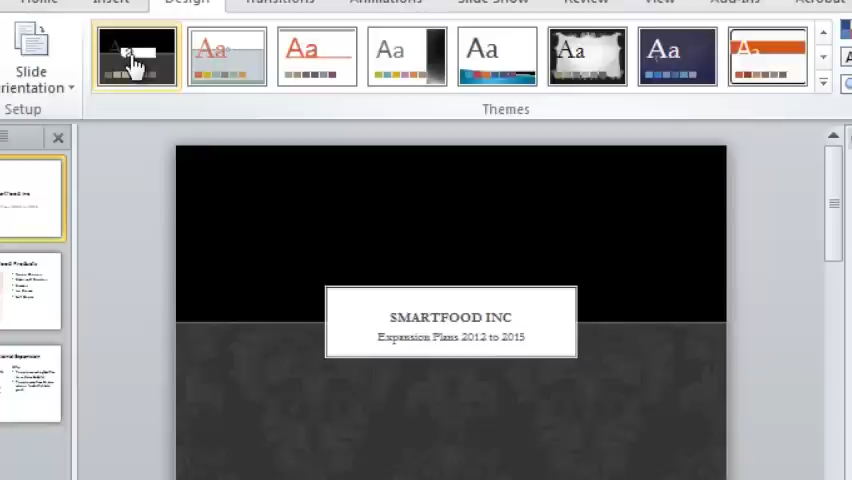 Home Insert Design Transitions Animations Slide Show Review View Add-Ins Acrobat
Aa Aa Aa Aa Aa Aa Aa
Slide
rientation
Setup
Themes
SMARTFOOD INC
Expansion Plans 2012 to 2015